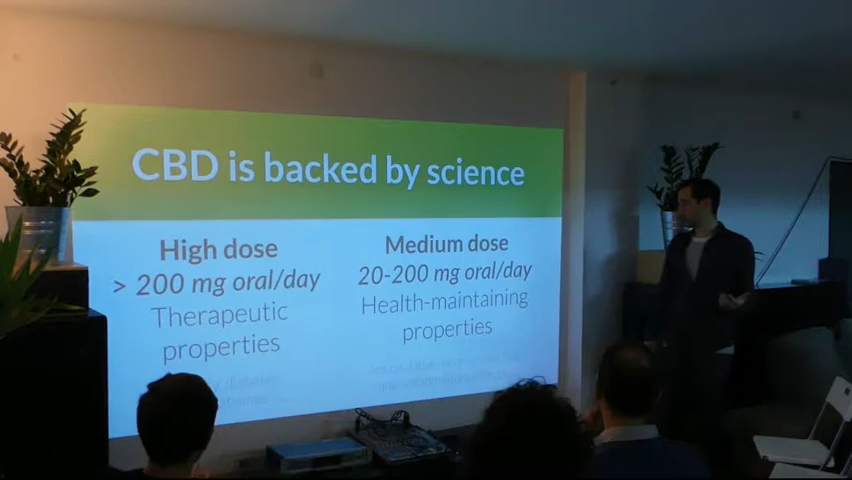 CBD is backed by science
High dose
> 200 mg oral/day
Therapeutic
properties
Medium dose
20-200 mg oral/day
Health-maintaining
properties